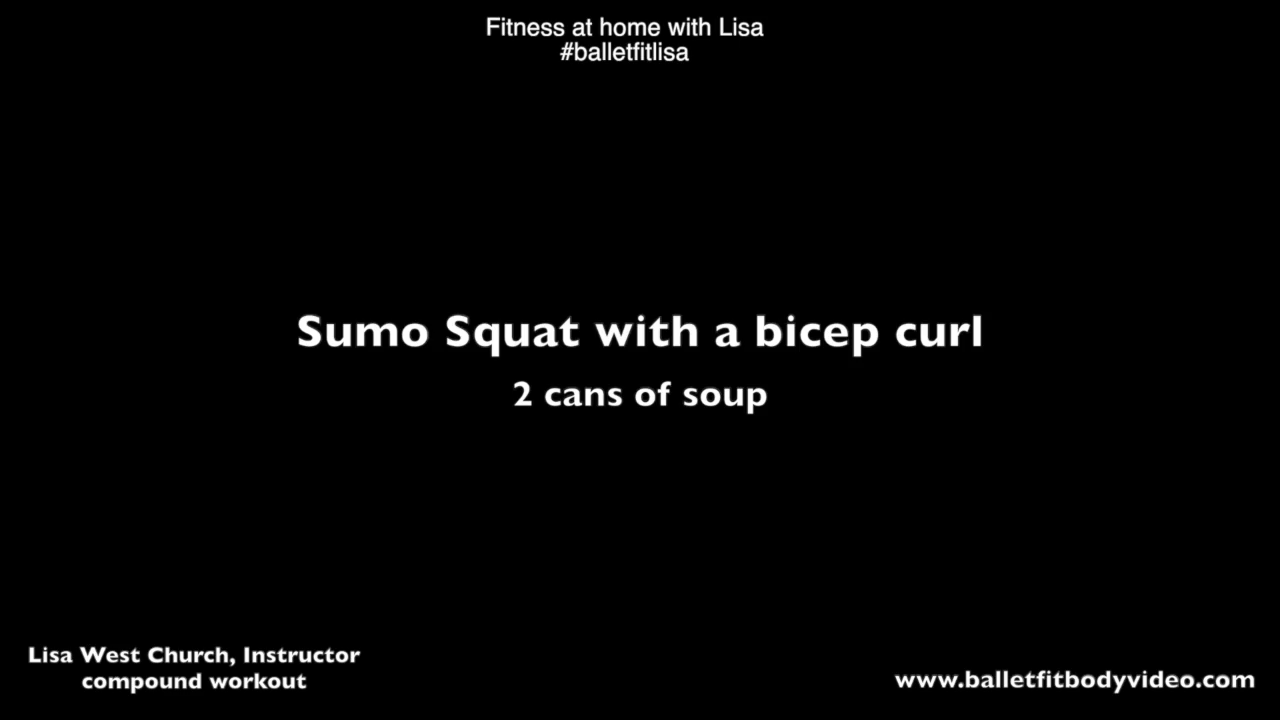 Fitness at home with Lisa
#balletfitlisa
Sumo Squat with a bicep curl
2 cans of soup
Lisa West Church, Instructor
compound workout
www.balletfitbodyvideo.com